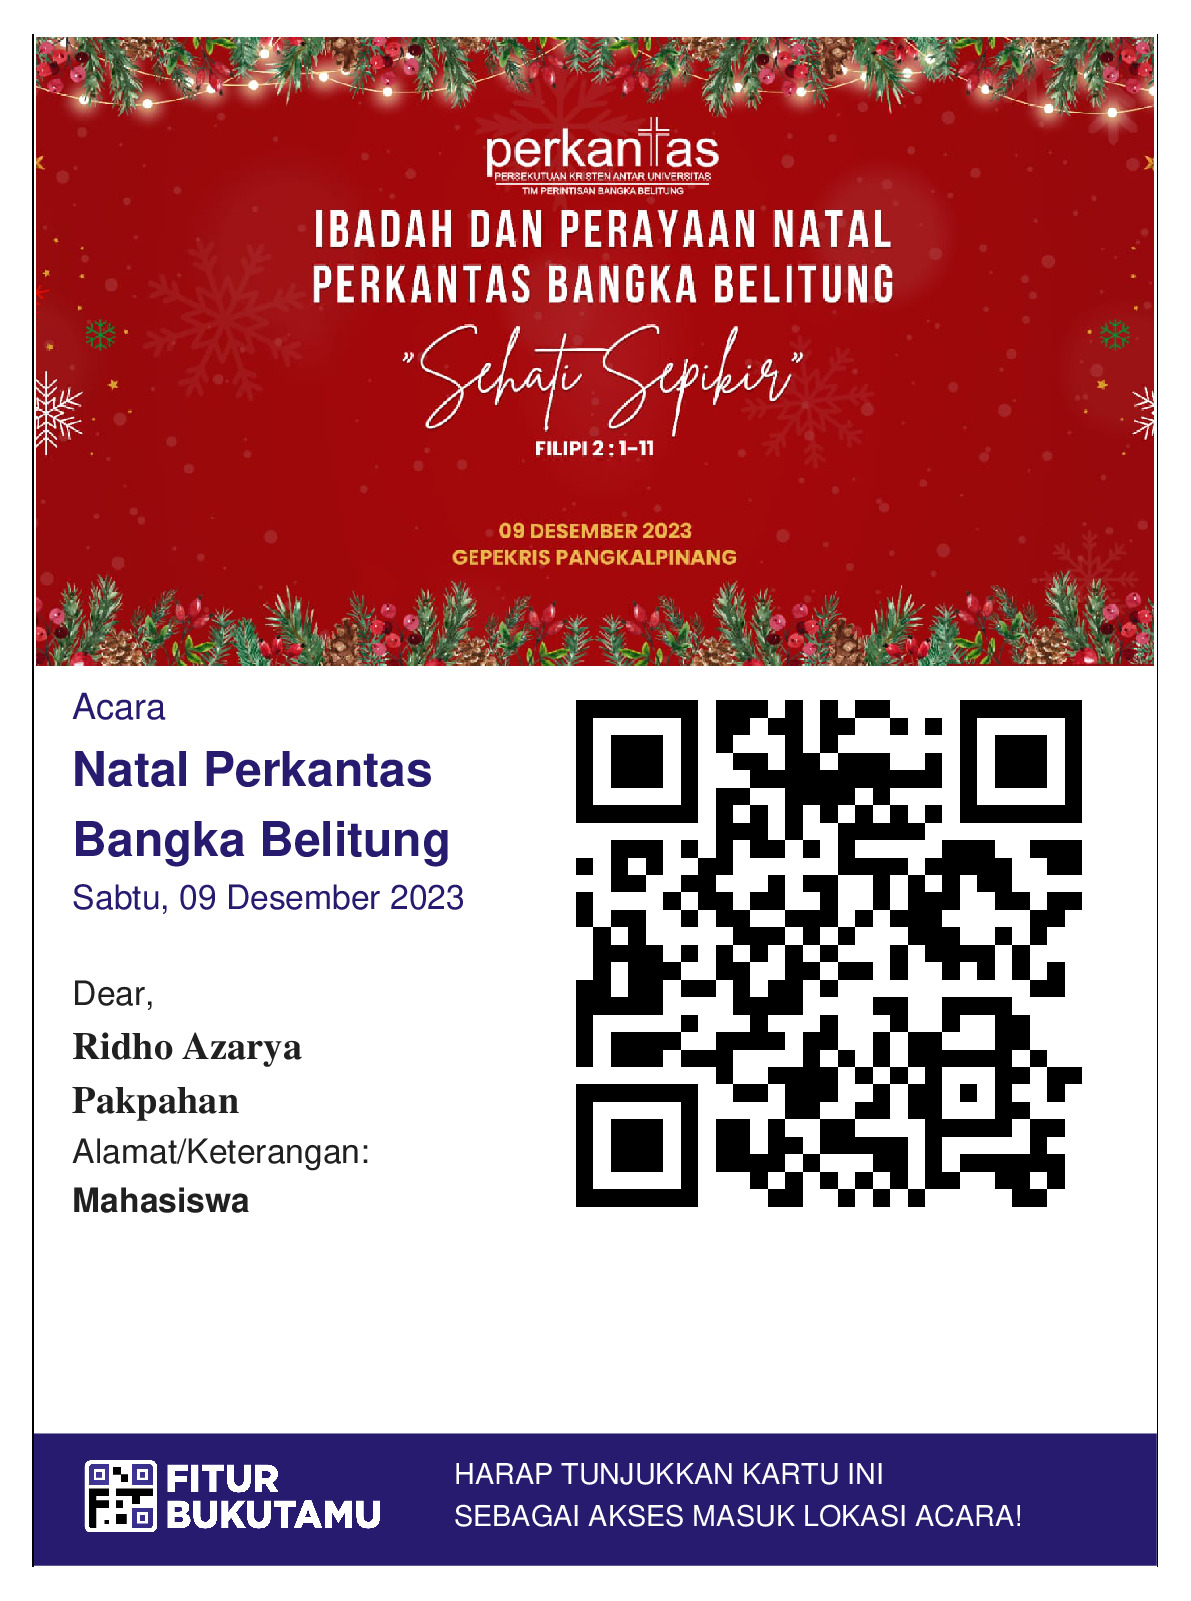 perkantas
PERSEKUTUAN KRISTEN ANTAR UNIVERSITAS
TIM PERINTISAN BANGKA BELITUNG
IBADAH DAN PERAYAAN NATAL
PERKANTAS BANGKA BELITUNG
"Sehati Sepikir"
FILIPI 2 : 1-11
09 DESEMBER 2023
GEPEKRIS PANGKALPINANG
Acara
Natal Perkantas
Bangka Belitung
Sabtu, 09 Desember 2023
Dear,
Ridho Azarya
Pakpahan
Alamat/Keterangan:
Mahasiswa
FITUR
BUKUTAMU
HARAP TUNJUKKAN KARTU INI
SEBAGAI AKSES MASUK LOKASI ACARA!